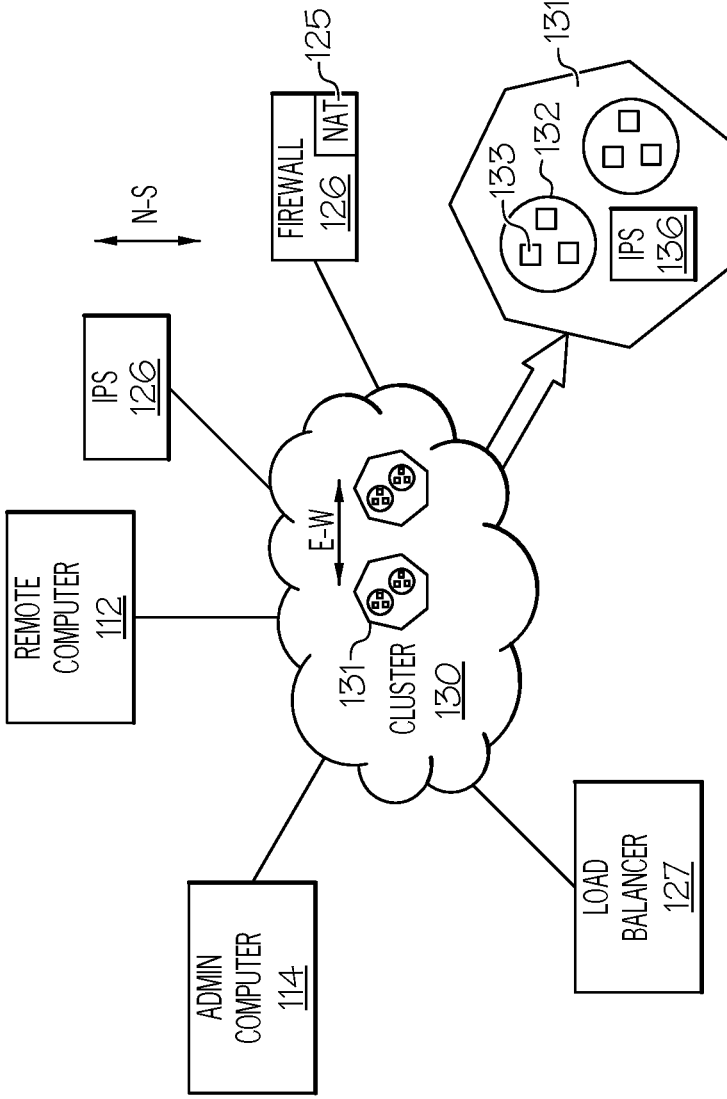 ADMIN
COMPUTER
114
REMOTE
COMPUTER
112
IPS
126
N-S
FIREWALL
126
NAT
125
LOAD
BALANCER
127
131
CLUSTER
130
E-W
133
132
131
IPS
136